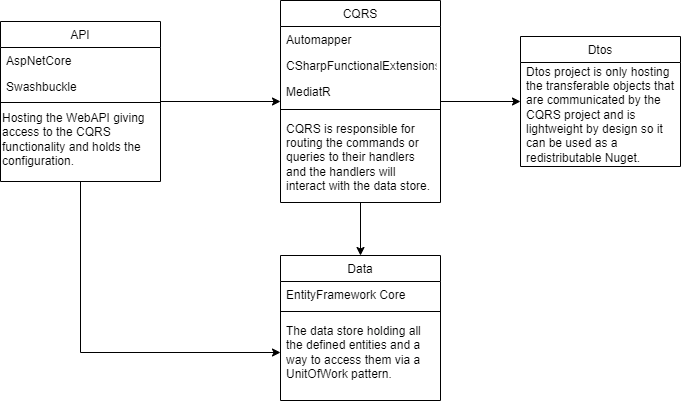 API
AspNetCore
Swashbuckle
Hosting the WebAPI giving
access to the CQRS
functionality and holds the
configuration.
CQRS
Automapper
CSharpFunctionalExtensions
MediatR
CQRS is responsible for
routing the commands or
queries to their handlers
and the handlers will
interact with the data store.
Dtos
Dtos project is only hosting
the transferable objects that
are communicated by the
CQRS project and is
lightweight by design so it
can be used as a
redistributable Nuget.
Data
EntityFramework Core
The data store holding all
the defined entities and a
way to access them via a
UnitOfWork pattern.